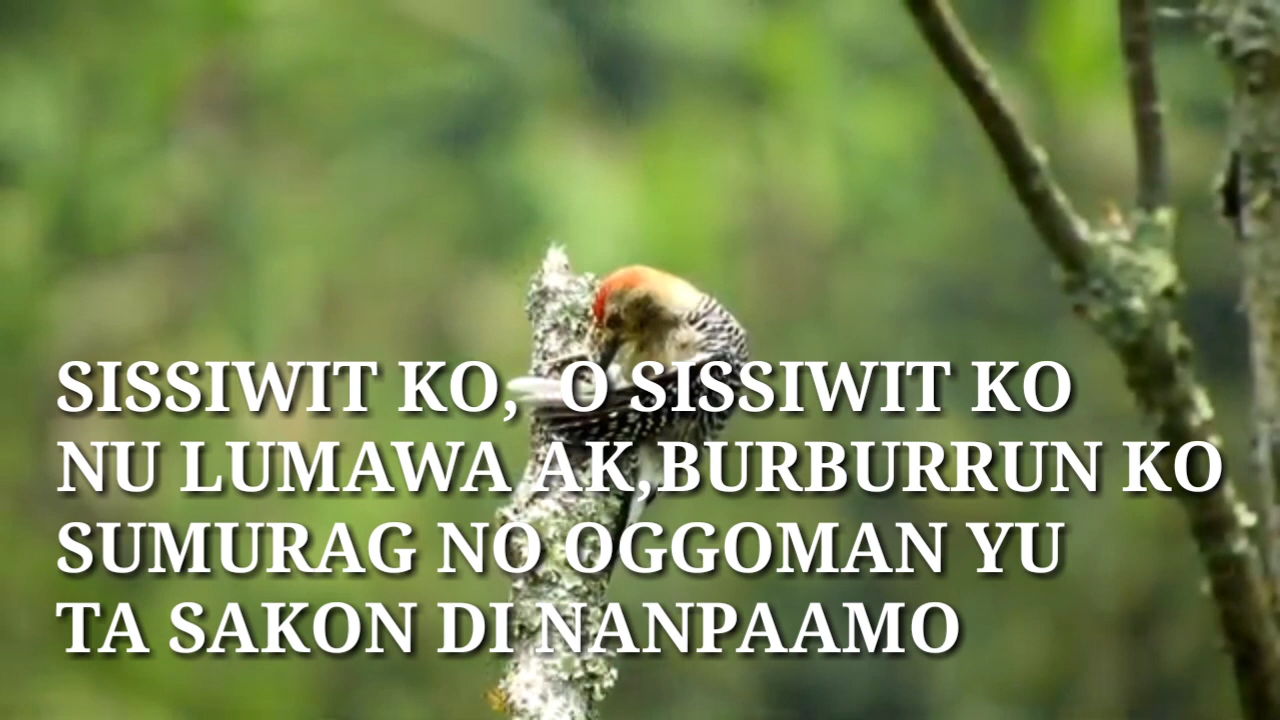 SISSIWIT KO, O SISSIWIT KO
NU LUMAWA AK,BURBURRUN KO
SUMURAG NO OGGOMAN YU
TA SAKON DI NANPAAMO